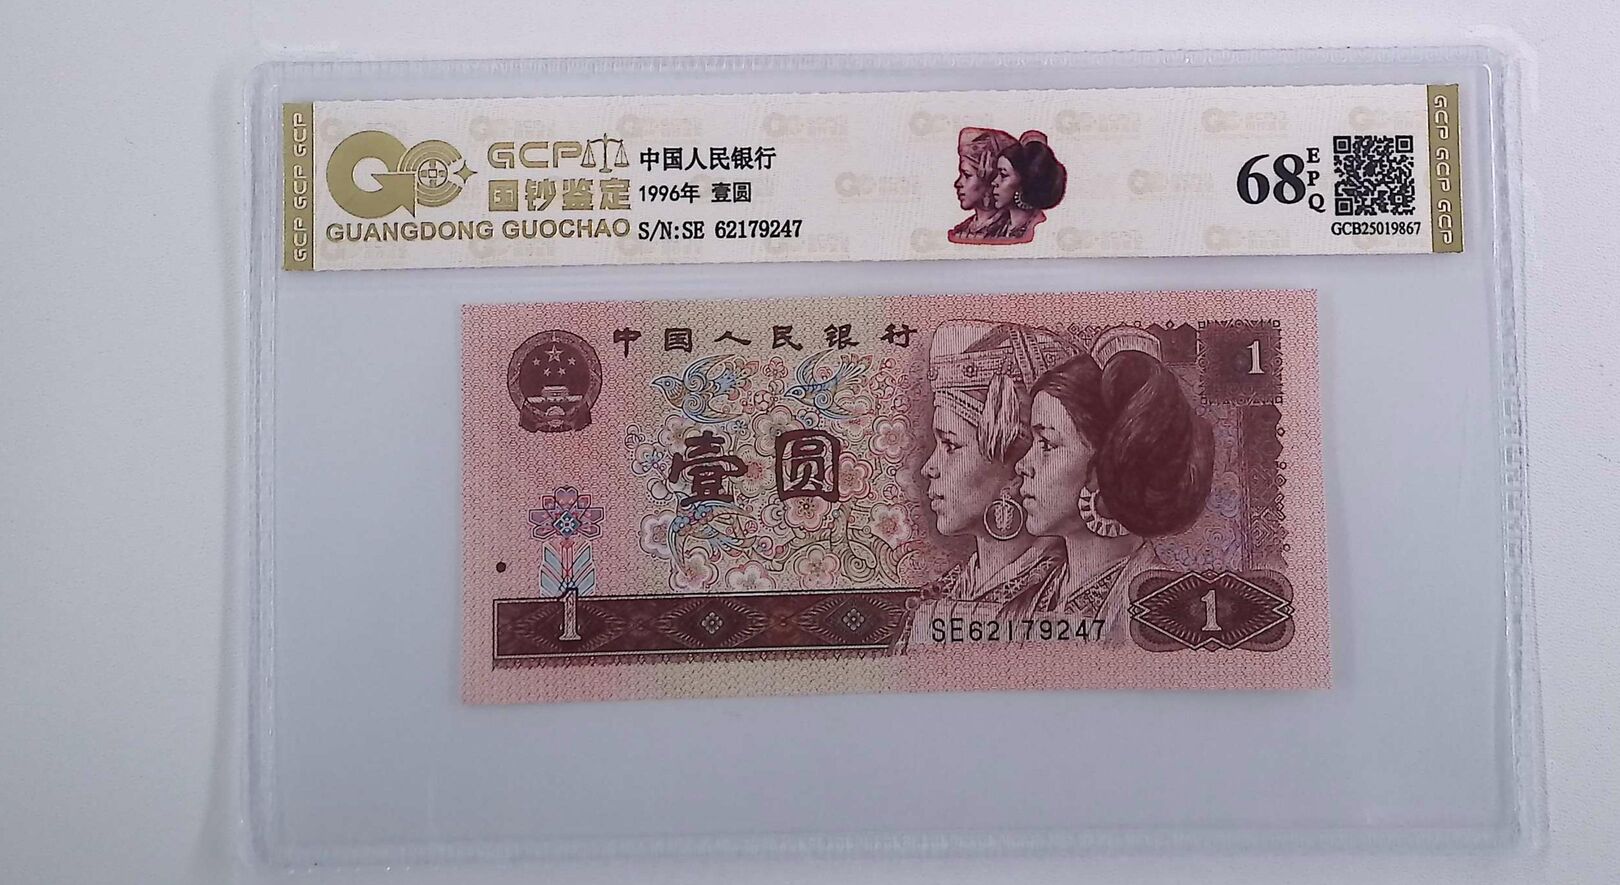 GCP GCP GCP
GCP
国钞鉴定
GUANGDONG GUOCHAO
中国人民银行
1996年 壹圆
S/N:SE 62179247
68
EPQ
GCB25019867
GCP GCP GCP
中国人民银行
1
壹圆
1
SE62179247
1